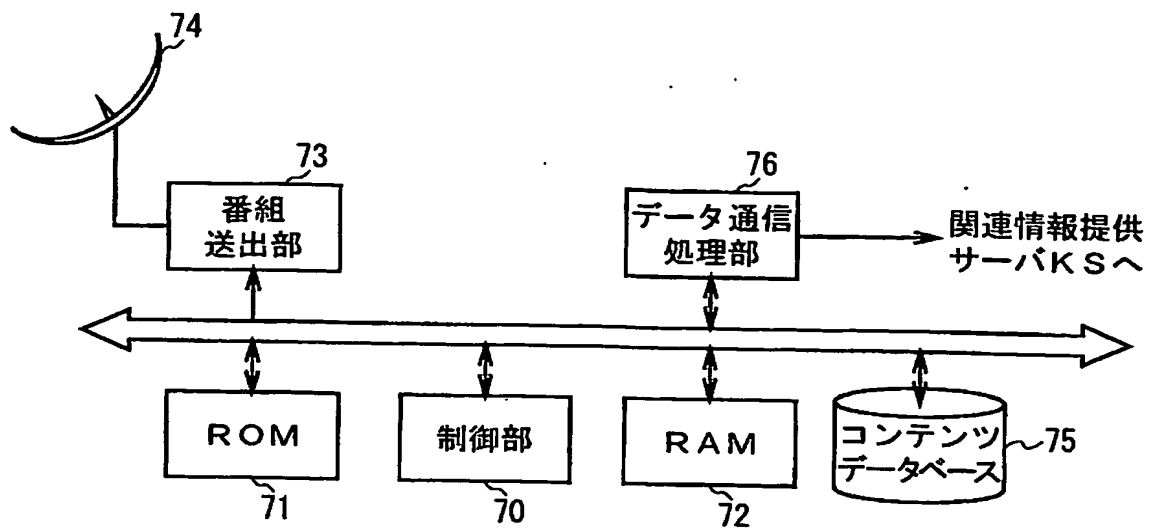 74
73
番組
送出部
76
データ通信
処理部
関連情報提供
サーバKSへ
ROM
71
制御部
70
RAM
72
コンテンツ
データベース
75